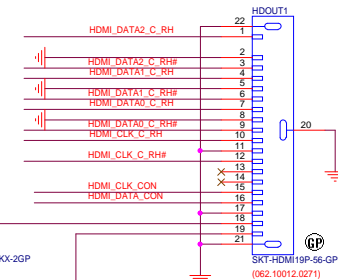 HDOUT1
22
HDMI_DATA2_C_RH
1
2
HDMI_DATA2_C_RH#
3
HDMI_DATA1_C_RH
4
5
HDMI_DATA1_C_RH#
6
HDMI_DATA0_C_RH
7
8
HDMI_DATA0_C_RH#
9
HDMI_CLK_C_RH
10
11
HDMI_CLK_C_RH#
12
13
14
HDMI_CLK_CON
15
HDMI_DATA_CON
16
17
18
19
21
20
GP
KX-2GP
SKT-HDMI19P-56-GP
(062.10012.0271)